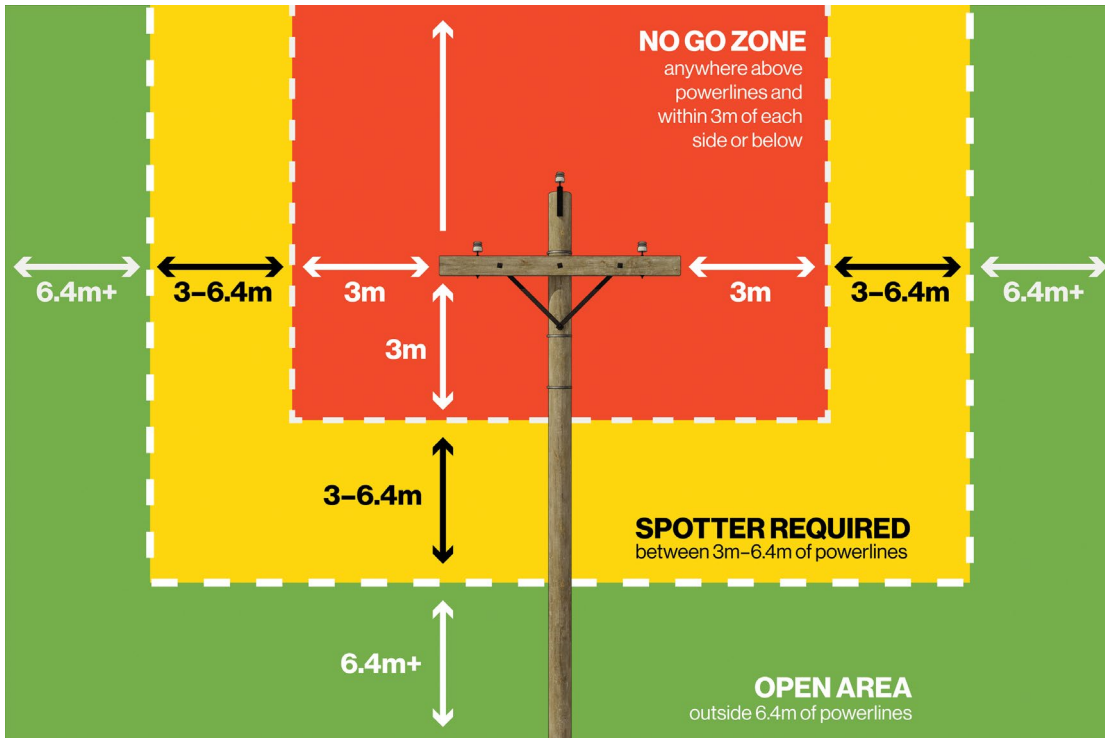 NO GO ZONE
anywhere above
powerlines and
within 3m of each
side or below
6.4m+
3–6.4m
3m
3m
3–6.4m
6.4m+
3m
3–6.4m
SPOTTER REQUIRED
between 3m–6.4m of powerlines
6.4m+
OPEN AREA
outside 6.4m of powerlines